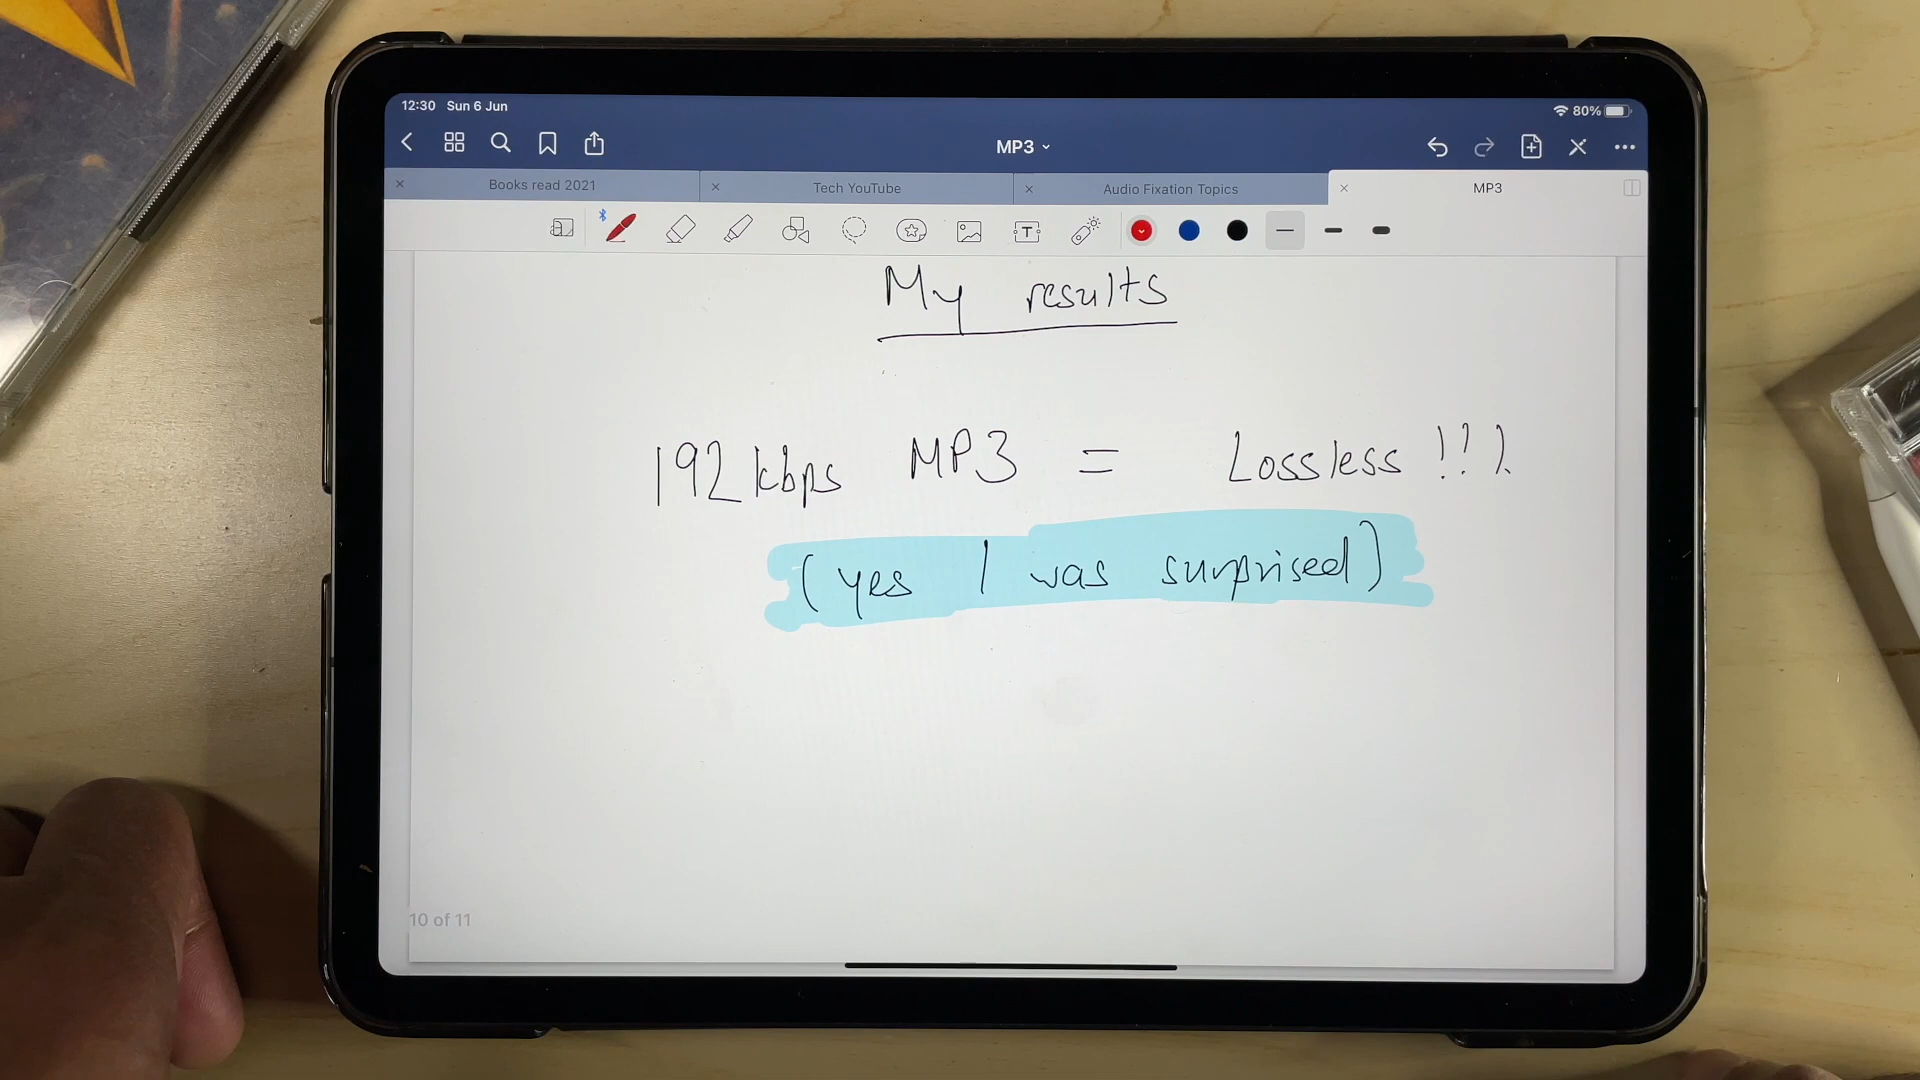 12:30 Sun 6 Jun
80%
MP3
Books read 2021
Tech YouTube
Audio Fixation Topics
MP3
T
My results
192 kbps MP3 = Lossless !!!
(yes I was surprised)
10 of 11